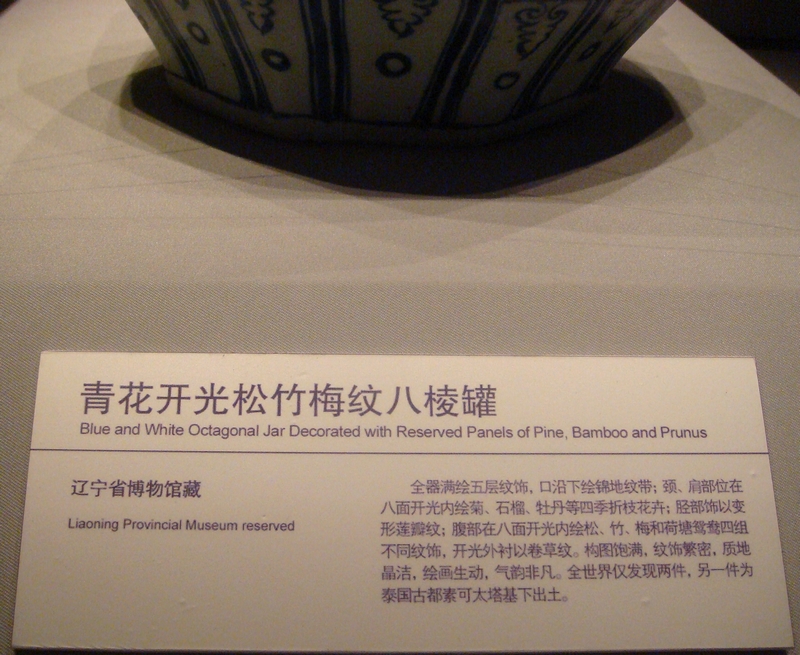 青花开光松竹梅纹八棱罐
Blue and White Octagonal Jar Decorated with Reserved Panels of Pine, Bamboo and Prunus
辽宁省博物馆藏
Liaoning Provincial Museum reserved
全器满绘五层纹饰，口沿下绘锦地纹带；颈、肩部位在
八面开光内绘菊、石榴、牡丹等四季折枝花卉；胫部饰以变
形莲瓣纹；腹部在八面开光内绘松、竹、梅和荷塘鸳鸯四组
不同纹饰，开光外衬以卷草纹。构图饱满，纹饰繁密，质地
晶洁，绘画生动，气韵非凡。全世界仅发现两件，另一件为
泰国古都素可大塔基下出土。